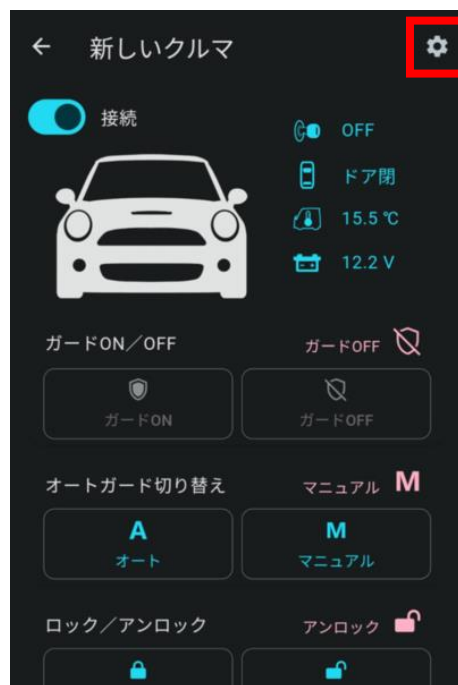 新しいクルマ
接続
OFF
ドア閉
15.5 ℃
12.2 V
ガードON／OFF
ガードOFF
ガードON
ガードOFF
オートガード切り替え
マニュアル M
A
オート
M
マニュアル
ロック／アンロック
アンロック